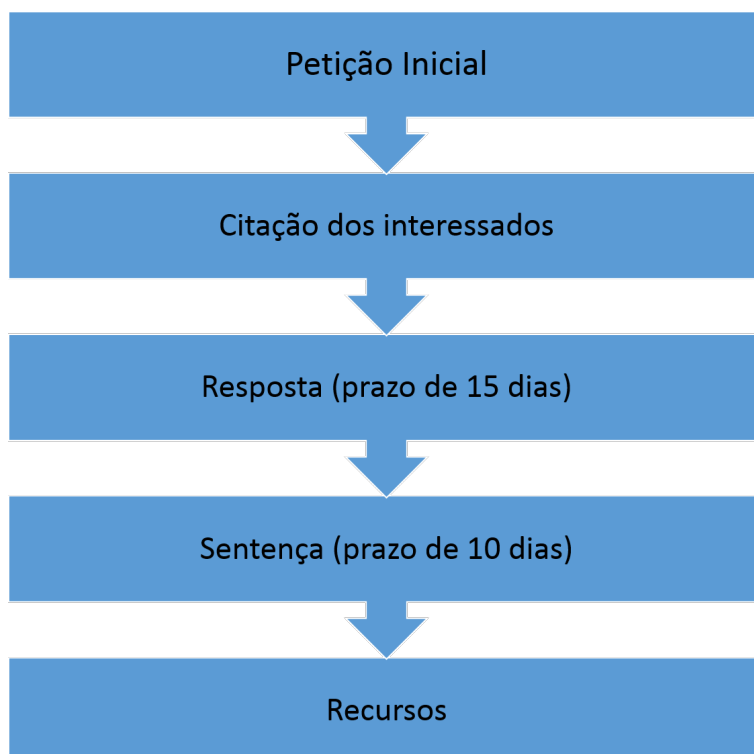 Petição Inicial
Citação dos interessados
Resposta (prazo de 15 dias)
Sentença (prazo de 10 dias)
Recursos